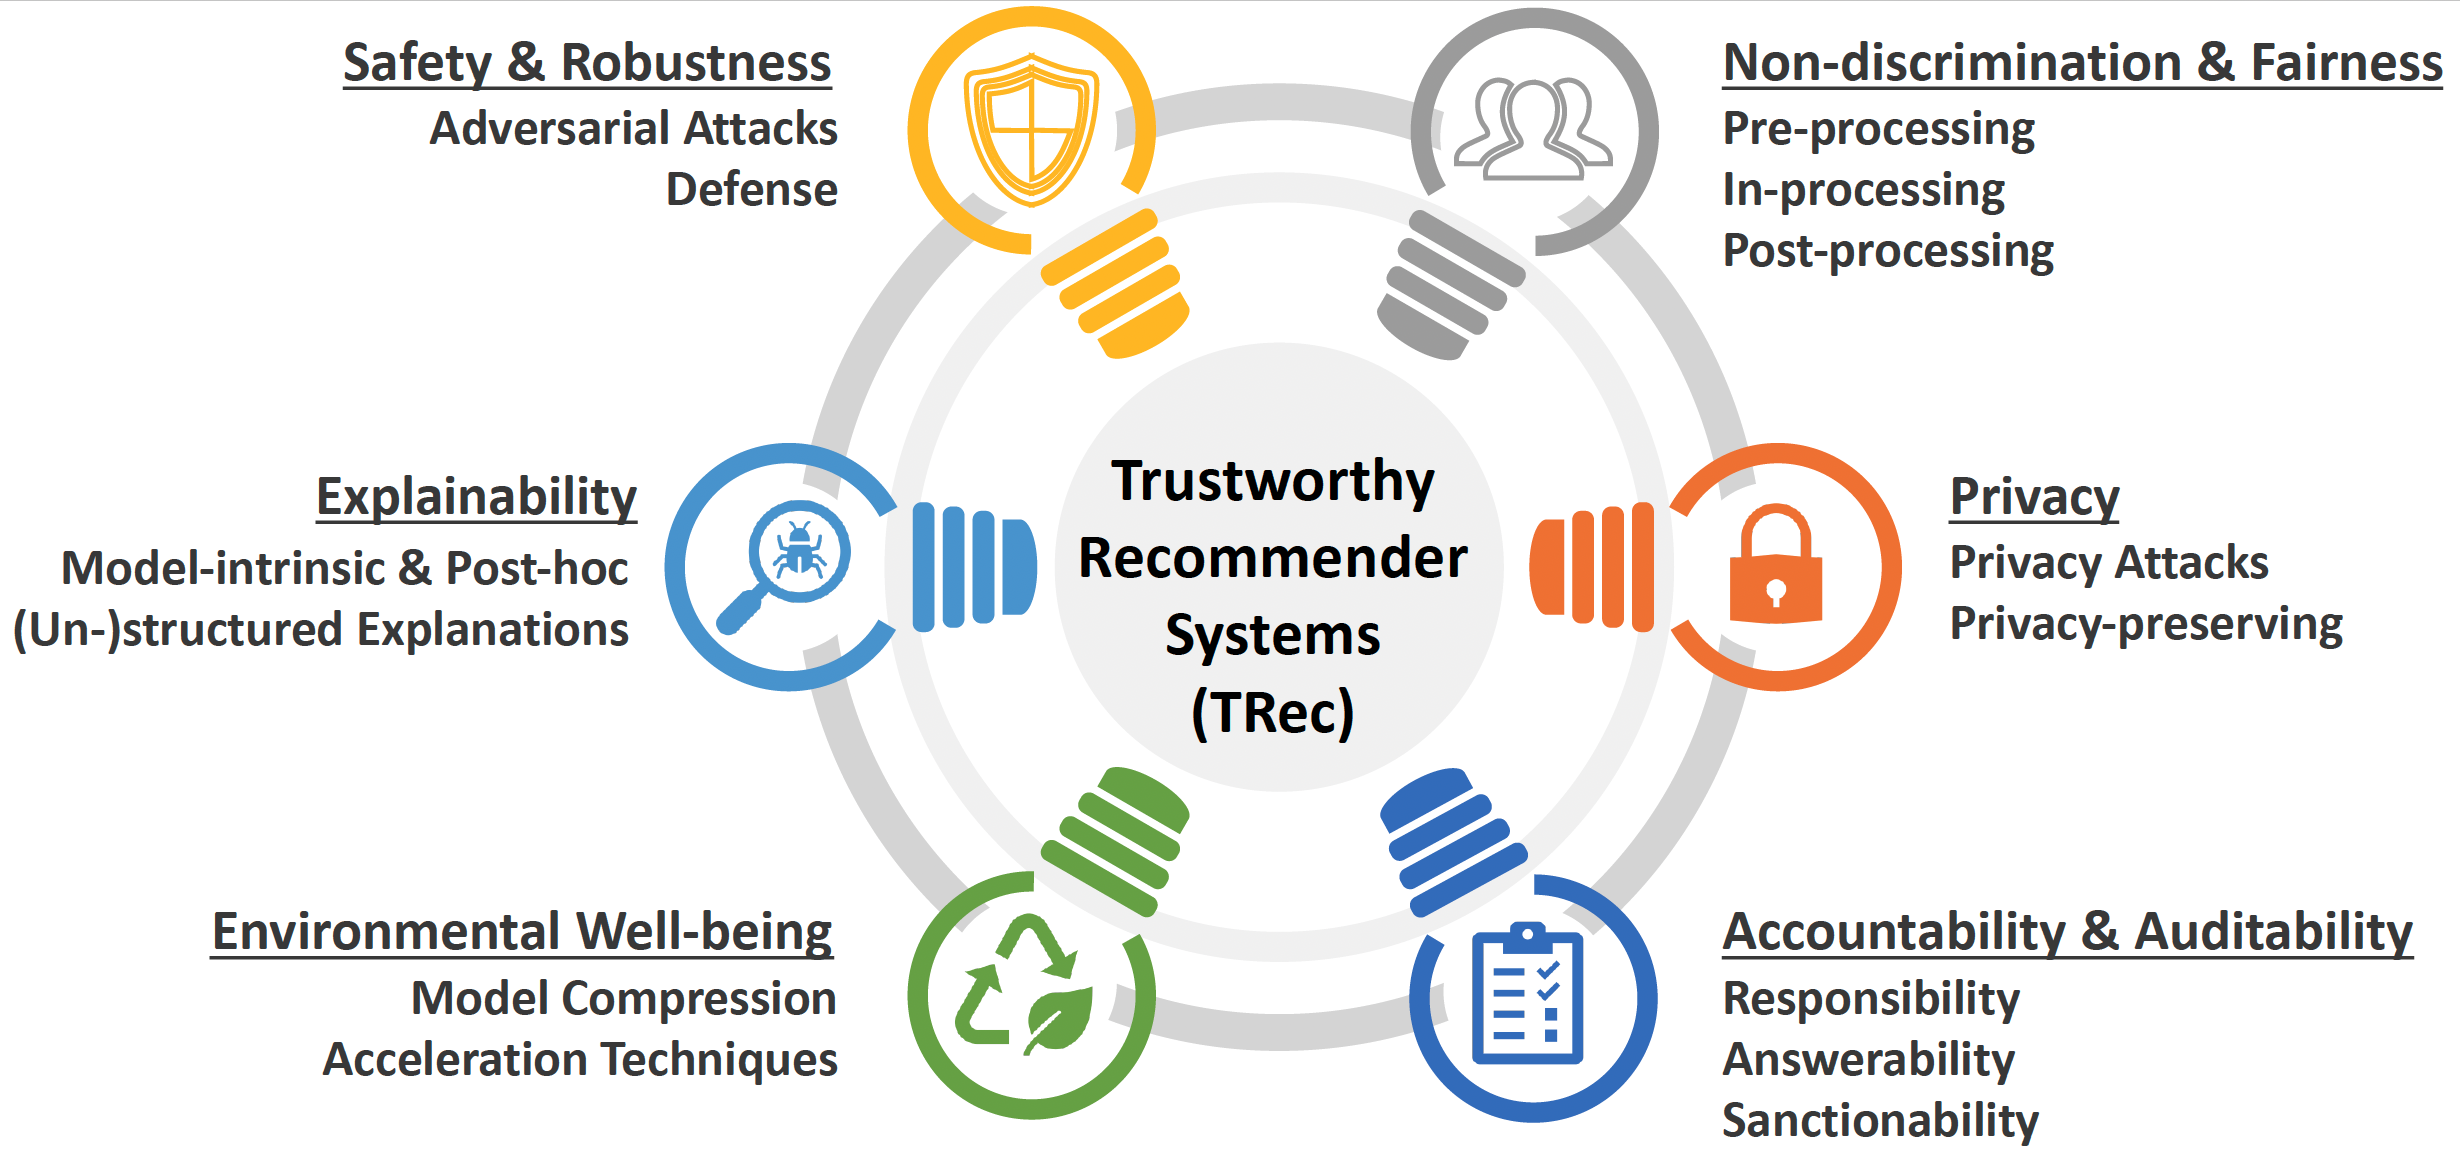 Safety & Robustness
Adversarial Attacks
Defense
Non-discrimination & Fairness
Pre-processing
In-processing
Post-processing
Explainability
Model-intrinsic & Post-hoc
(Un-)structured Explanations
Trustworthy
Recommender
Systems
(TRec)
Privacy
Privacy Attacks
Privacy-preserving
Environmental Well-being
Model Compression
Acceleration Techniques
Accountability & Auditability
Responsibility
Answerability
Sanctionability